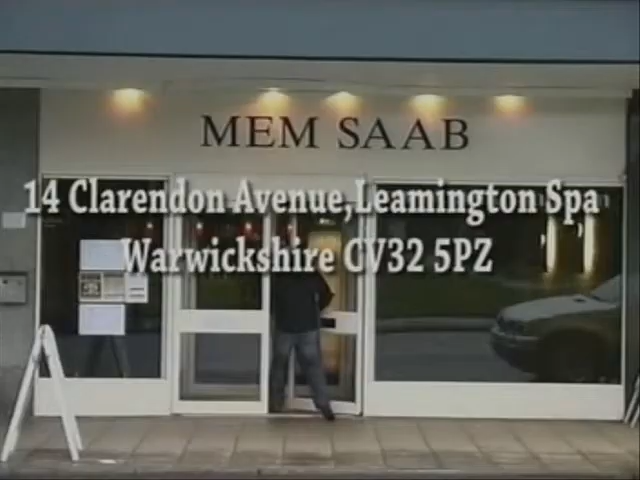 MEM SAAB
14 Clarendon Avenue,Leamington Spa
Warwickshire CV32 5PZ